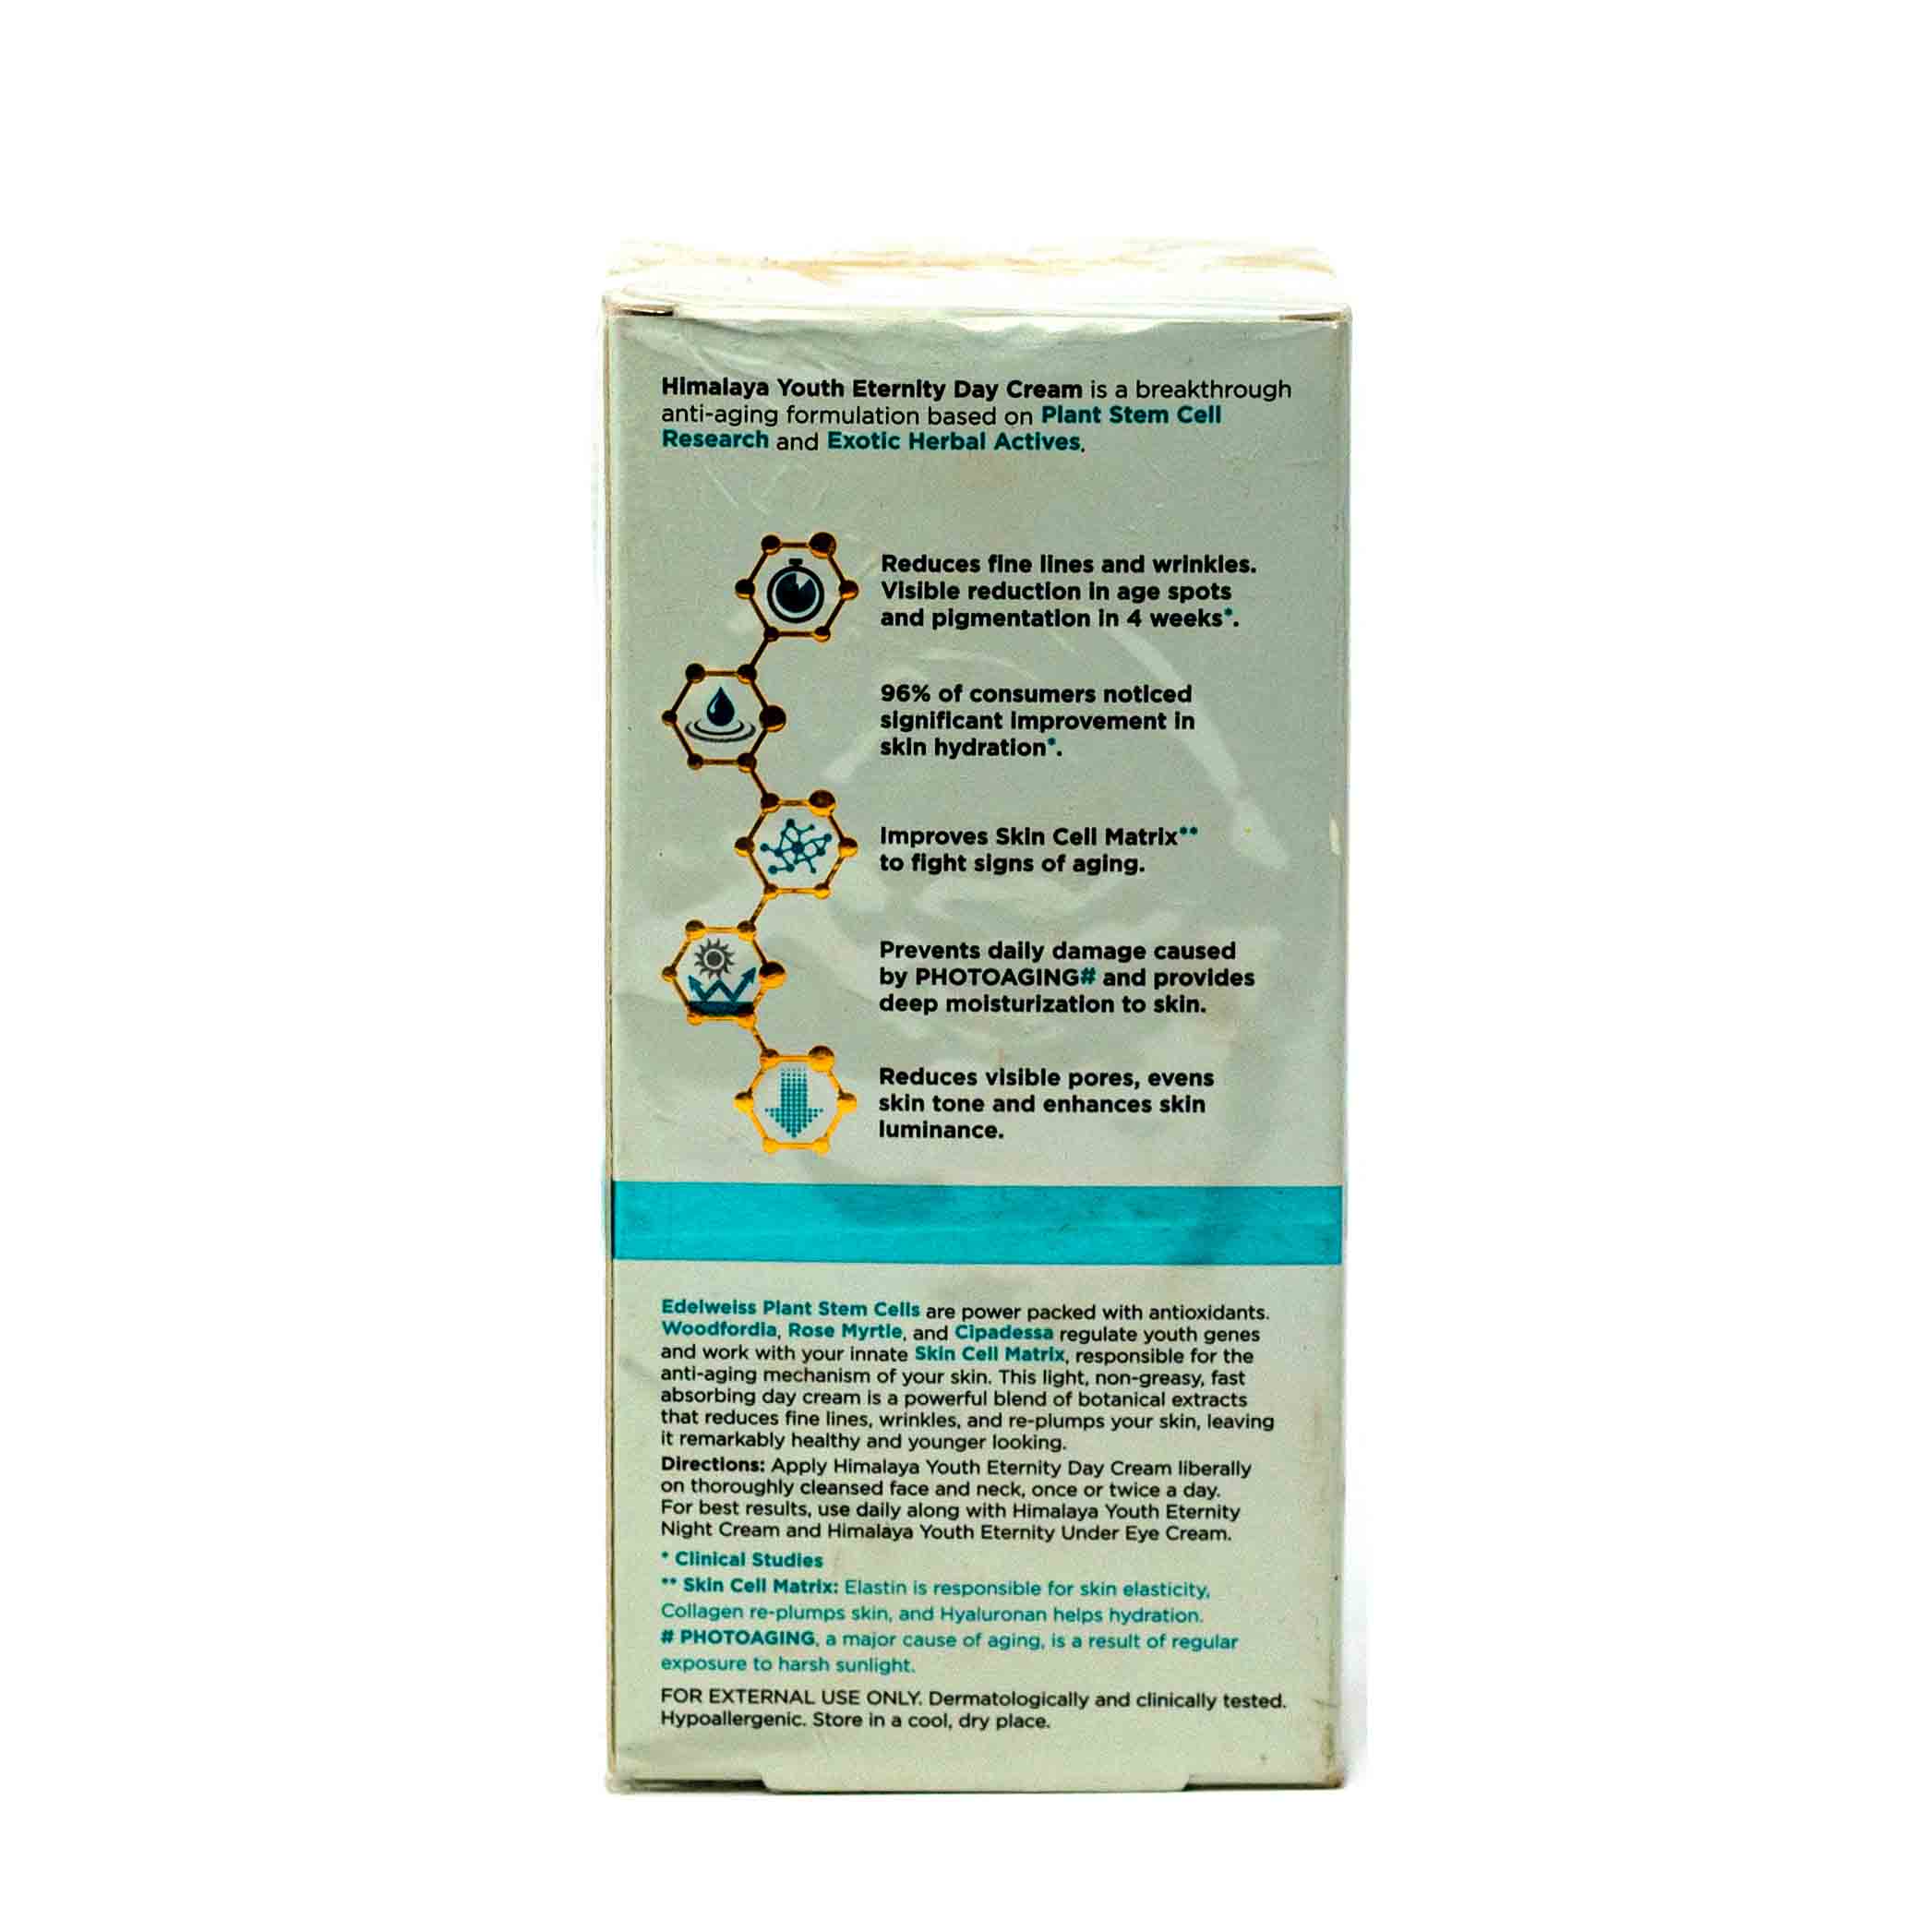 Himalaya Youth Eternity Day Cream is a breakthrough
anti-aging formulation based on Plant Stem Cell
Research and Exotic Herbal Actives.
Reduces fine lines and wrinkles.
Visible reduction in age spots
and pigmentation in 4 weeks*.
96% of consumers noticed
significant improvement in
skin hydration*.
Improves Skin Cell Matrix**
to fight signs of aging.
Prevents daily damage caused
by PHOTOAGING# and provides
deep moisturization to skin.
Reduces visible pores, evens
skin tone and enhances skin
luminance.
Edelweiss Plant Stem Cells are power packed with antioxidants.
Woodfordia, Rose Myrtle, and Cipadessa regulate youth genes
and work with your innate Skin Cell Matrix, responsible for the
anti-aging mechanism of your skin. This light, non-greasy, fast
absorbing day cream is a powerful blend of botanical extracts
that reduces fine lines, wrinkles, and re-plumps your skin, leaving
it remarkably healthy and younger looking.
Directions: Apply Himalaya Youth Eternity Day Cream liberally
on thoroughly cleansed face and neck, once or twice a day.
For best results, use daily along with Himalaya Youth Eternity
Night Cream and Himalaya Youth Eternity Under Eye Cream.
* Clinical Studies
** Skin Cell Matrix: Elastin is responsible for skin elasticity,
Collagen re-plumps skin, and Hyaluronan helps hydration.
# PHOTOAGING, a major cause of aging, is a result of regular
exposure to harsh sunlight.
FOR EXTERNAL USE ONLY. Dermatologically and clinically tested.
Hypoallergenic. Store in a cool, dry place.